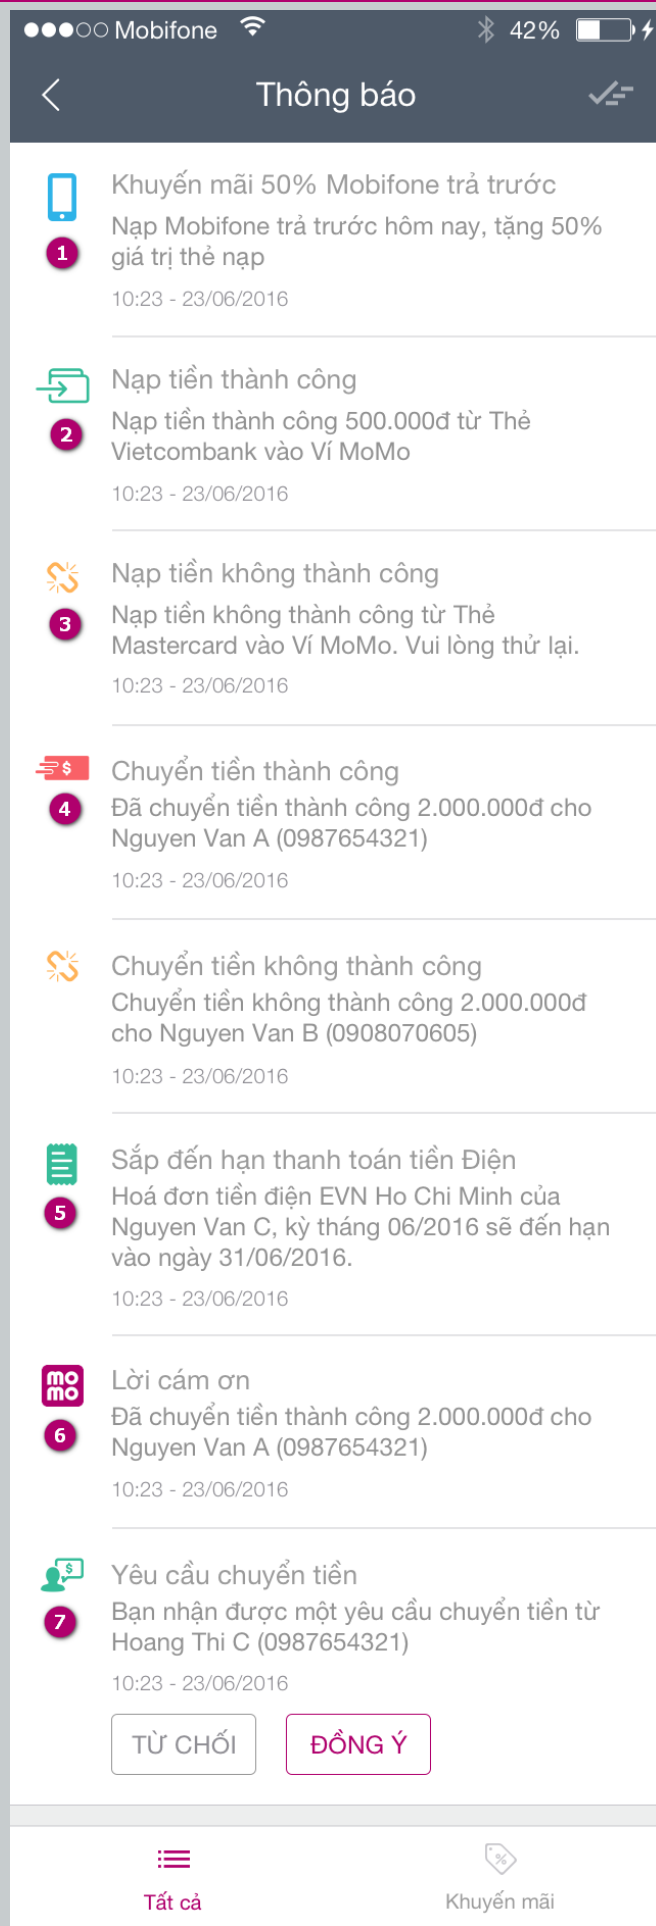 Mobifone 42%
Thông báo
Khuyến mãi 50% Mobifone trả trước
Nạp Mobifone trả trước hôm nay, tặng 50%
giá trị thẻ nạp
1
10:23 - 23/06/2016
Nạp tiền thành công
Nạp tiền thành công 500.000đ từ Thẻ
Vietcombank vào Ví MoMo
2
10:23 - 23/06/2016
Nạp tiền không thành công
Nạp tiền không thành công từ Thẻ
Mastercard vào Ví MoMo. Vui lòng thử lại.
3
10:23 - 23/06/2016
$
Chuyển tiền thành công
Đã chuyển tiền thành công 2.000.000đ cho
Nguyen Van A (0987654321)
4
10:23 - 23/06/2016
Chuyển tiền không thành công
Chuyển tiền không thành công 2.000.000đ
cho Nguyen Van B (0908070605)
10:23 - 23/06/2016
Sắp đến hạn thanh toán tiền Điện
Hoá đơn tiền điện EVN Ho Chi Minh của
Nguyen Van C, kỳ tháng 06/2016 sẽ đến hạn
vào ngày 31/06/2016.
5
10:23 - 23/06/2016
mo
mo
Lời cám ơn
Đã chuyển tiền thành công 2.000.000đ cho
Nguyen Van A (0987654321)
6
10:23 - 23/06/2016
$
Yêu cầu chuyển tiền
Bạn nhận được một yêu cầu chuyển tiền từ
Hoang Thi C (0987654321)
7
10:23 - 23/06/2016
TỪ CHỐI ĐỒNG Ý
%
Tất cả Khuyến mãi